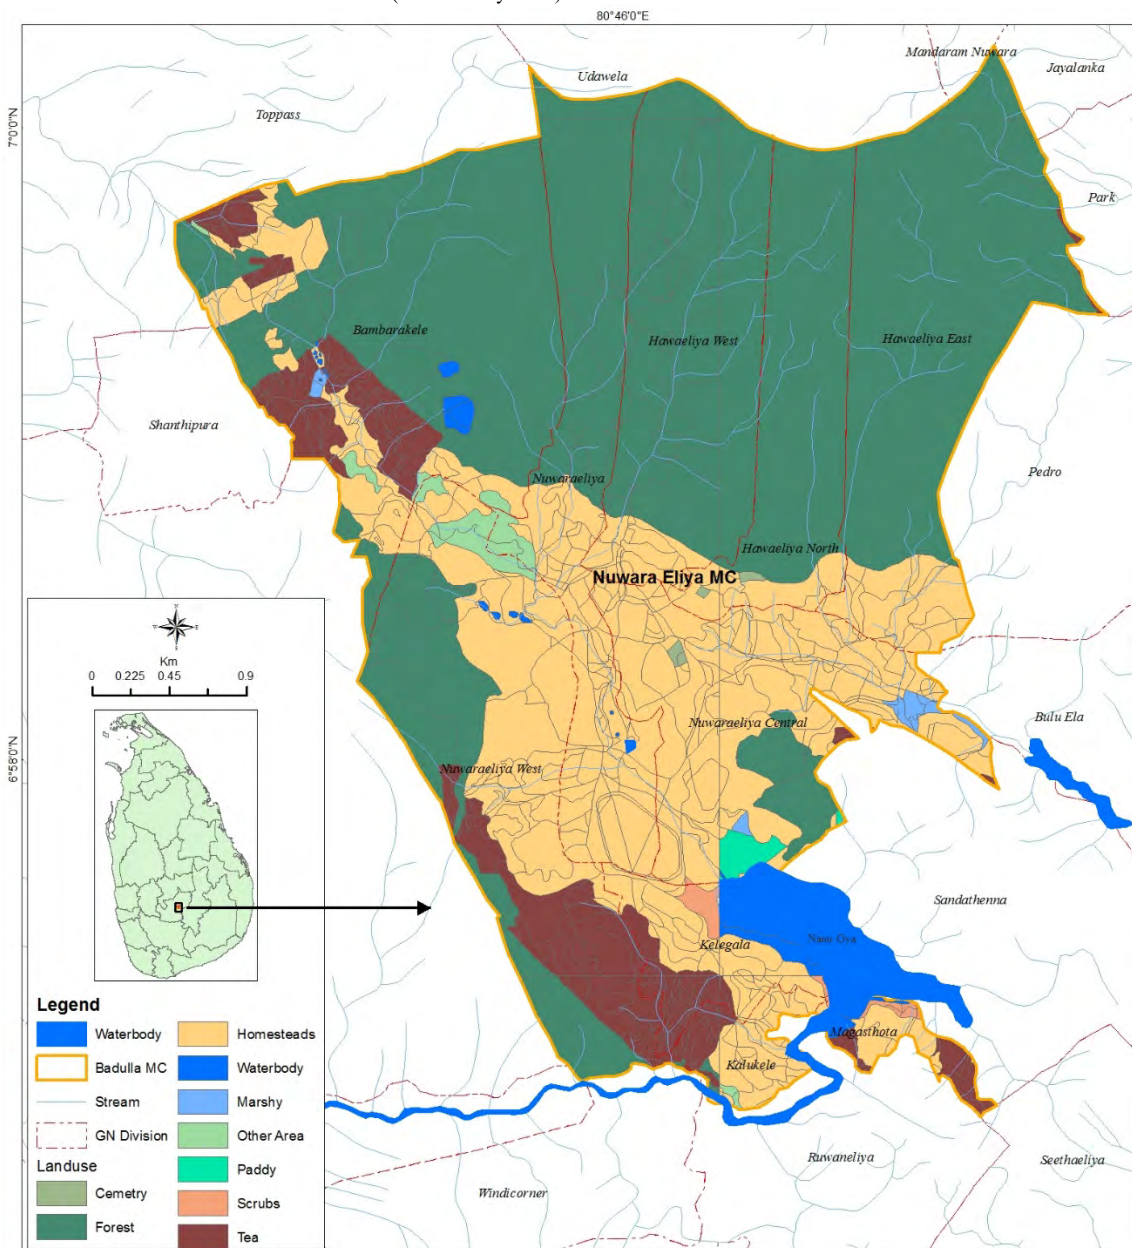 80°46'0"E
Mandaram Nuwara
Udawela
Jayalanka
Toppass
7°0'0"N
Park
Bambarakele
Hawaeliya West
Hawaeliya East
Shanthipura
Pedro
Nuwaraeliya
Hawaeliya North
Nuwara Eliya MC
Km
0 0.225 0.45 0.9
Nuwaraeliya Central
Bulu Ela
6°58'0"N
Nuwaraeliya West
Sandathenna
Kelegala
Magasthota
Kalukele
Ruwaneliya
Seethaeliya
Windicorner
Legend
Waterbody
Badulla MC
Stream
GN Division
Landuse
Cemetry
Forest
Homesteads
Waterbody
Marshy
Other Area
Paddy
Scrubs
Tea